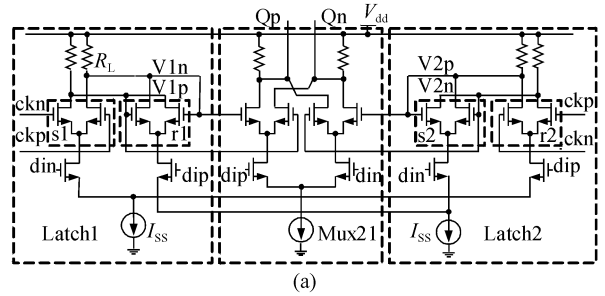 Qp Qn Vdd
RL V1n V2p
V1p V2n
ckn s1 r1 s2 r2 ckp
ckp ckn
din dip dip din din dip
Latch1 ISS Mux21 ISS Latch2
(a)